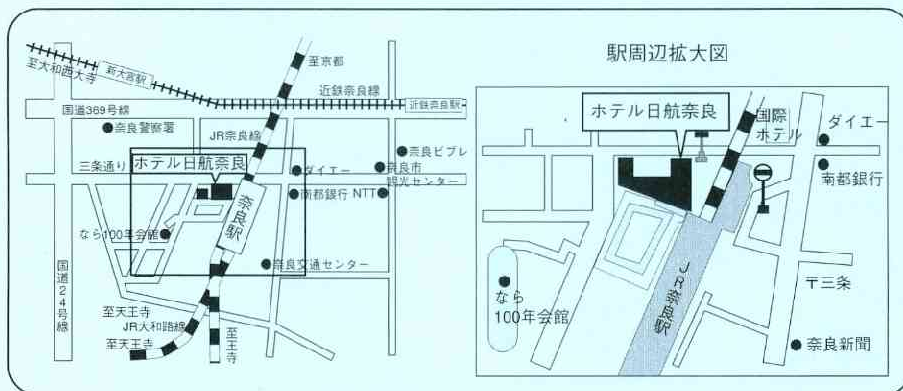 至大和西大寺
新大宮駅
至京都
近鉄奈良線
近鉄奈良駅
国道369号線
奈良警察署
JR奈良線
奈良ビブレ
三条通り
ホテル日航奈良
ダイエー
奈良市
観光センター
南都銀行
NTT
奈良駅
なら100年会館
奈良交通センター
国道24号線
至天王寺
JR大和路線
至天王寺
至王寺
駅周辺拡大図
ホテル日航奈良
国際
ホテル
ダイエー
南都銀行
JR奈良駅
なら
100年会館
〒三条
奈良新聞